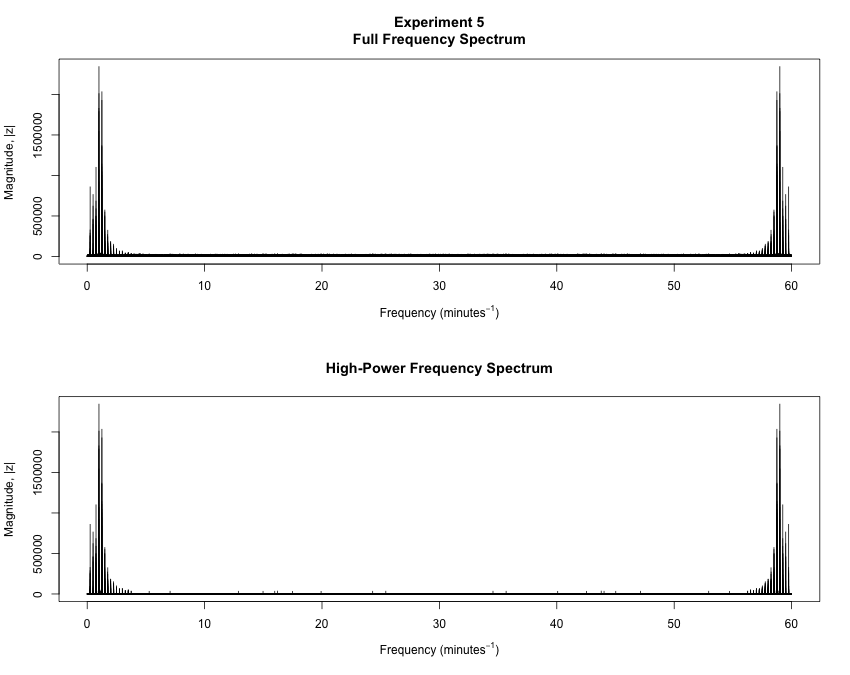 Experiment 5
Full Frequency Spectrum
Magnitude, |z|
0 500000 1500000
0 10 20 30 40 50 60
Frequency (minutes⁻¹)
High-Power Frequency Spectrum
Magnitude, |z|
0 500000 1500000
0 10 20 30 40 50 60
Frequency (minutes⁻¹)